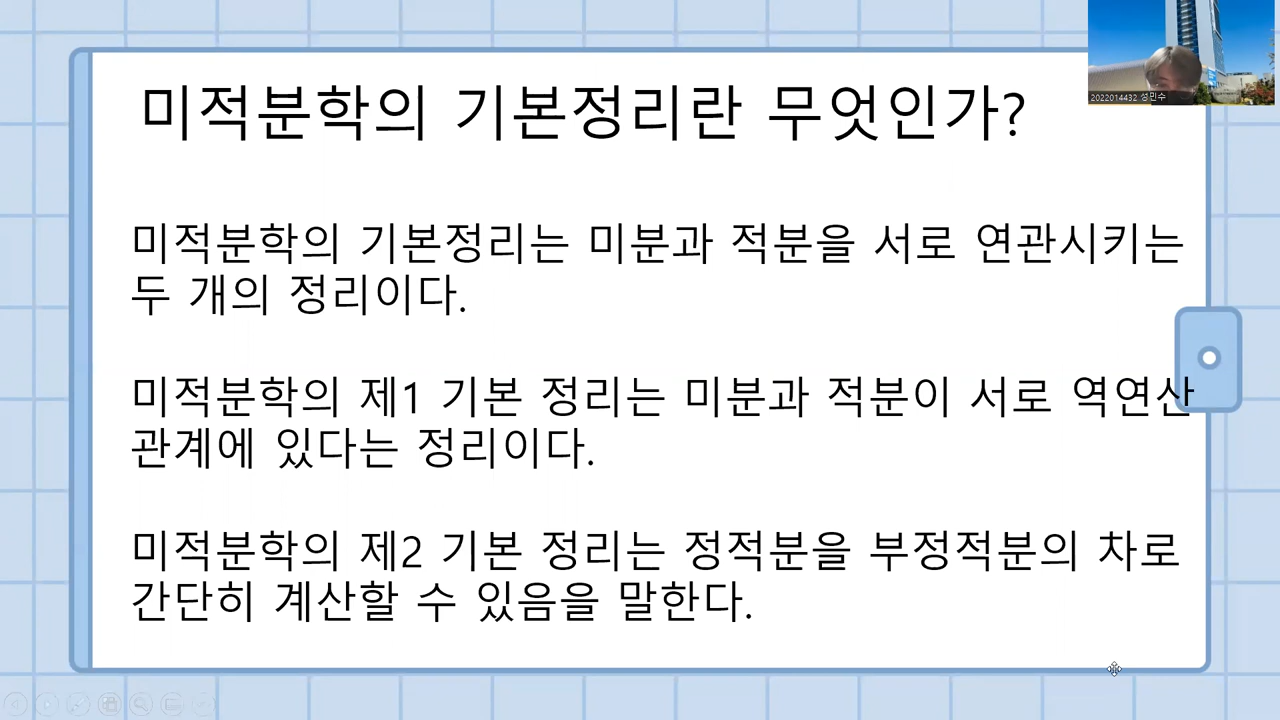 미적분학의 기본정리란 무엇인가?
2022014432 성민수
미적분학의 기본정리는 미분과 적분을 서로 연관시키는
두 개의 정리이다.
미적분학의 제1 기본 정리는 미분과 적분이 서로 역연산
관계에 있다는 정리이다.
미적분학의 제2 기본 정리는 정적분을 부정적분의 차로
간단히 계산할 수 있음을 말한다.